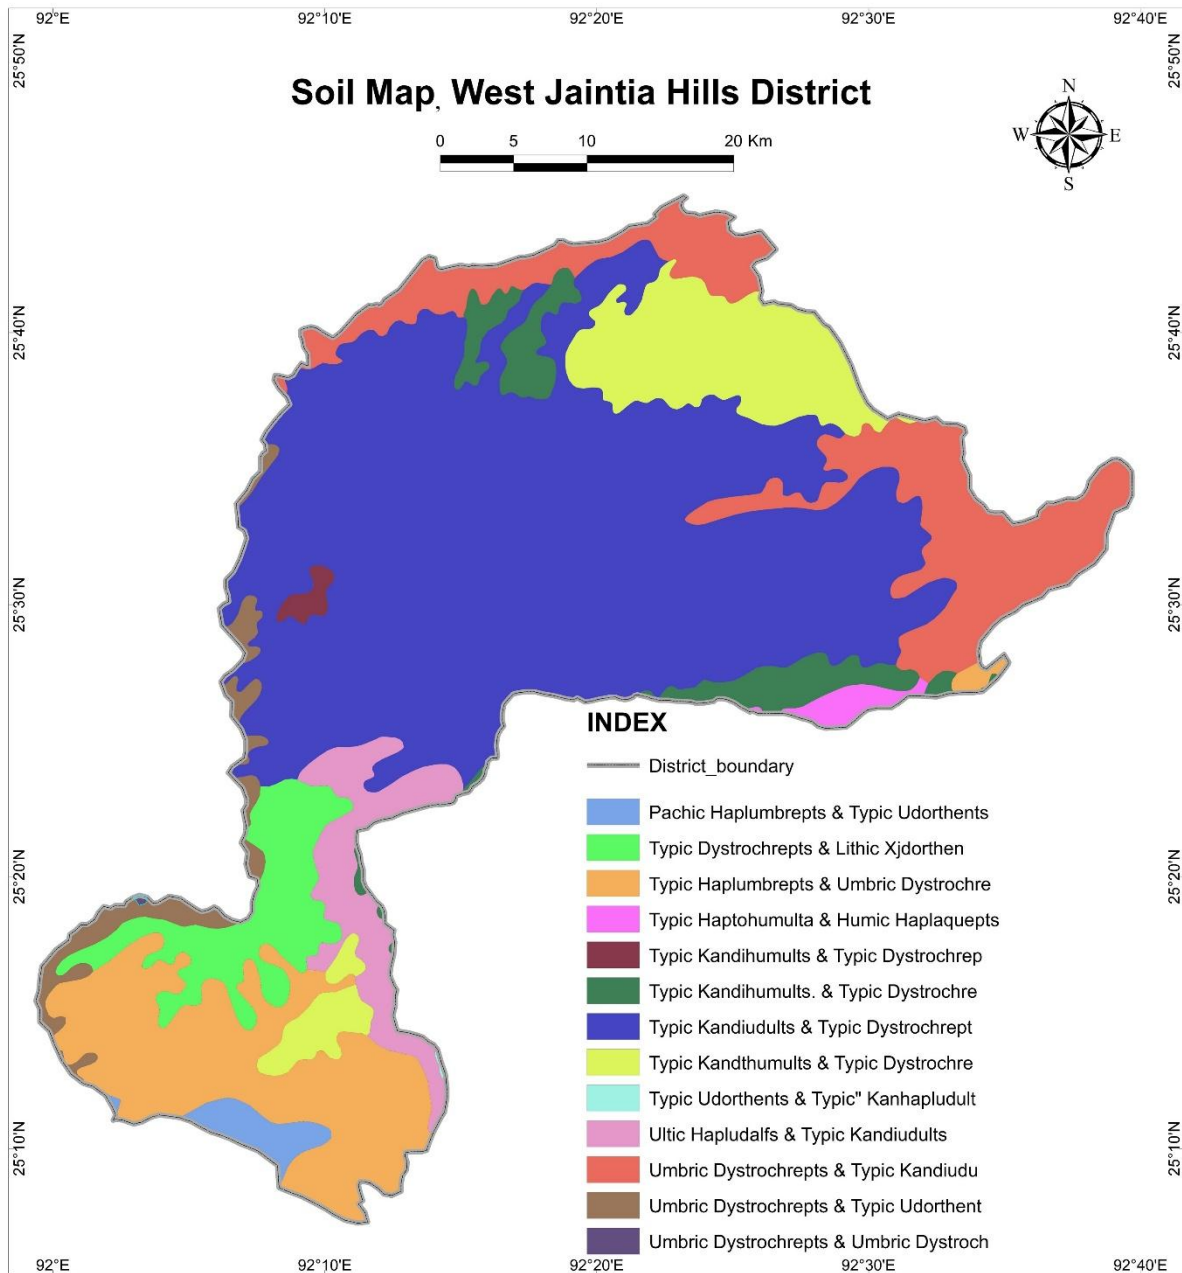 92°E 92°10'E 92°20'E 92°30'E 92°40'E
25°50'N 25°50'N
Soil Map, West Jaintia Hills District
N
W E
S
0 5 10 20 Km
25°40'N 25°40'N
25°30'N 25°30'N
INDEX
District_boundary
Pachic Haplumbrepts & Typic Udorthents
Typic Dystrochrepts & Lithic Xjdorthen
25°20'N 25°20'N
Typic Haplumbrepts & Umbric Dystrochre
Typic Haptohumulta & Humic Haplaquepts
Typic Kandihumults & Typic Dystrochrep
Typic Kandihumults. & Typic Dystrochre
Typic Kandiudults & Typic Dystrochrept
Typic Kandthumults & Typic Dystrochre
Typic Udorthents & Typic" Kanhapludult
Ultic Hapludalfs & Typic Kandiudults
25°10'N 25°10'N
Umbric Dystrochrepts & Typic Kandiudu
Umbric Dystrochrepts & Typic Udorthent
Umbric Dystrochrepts & Umbric Dystroch
92°E 92°10'E 92°20'E 92°30'E 92°40'E